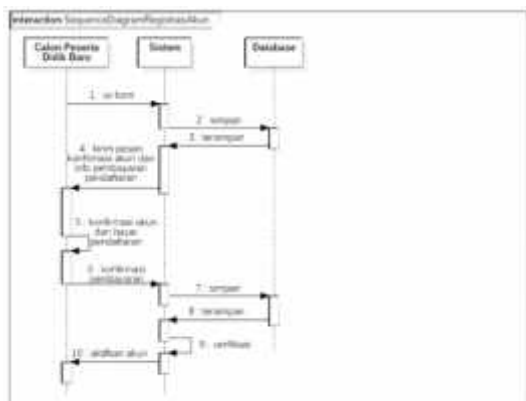 interaction SequenceDiagramRegistrasiAkun
Calon Peserta
Didik Baru
Sistem
Database
1 : isi form
2 : simpan
3 : tersimpan
4 : kirim pesan
konfirmasi akun dan
info pembayaran
pendaftaran
5 : konfirmasi akun
dan bayar
pendaftaran
6 : konfirmasi
pembayaran
7 : simpan
8 : tersimpan
9 : verifikasi
10 : aktifkan akun